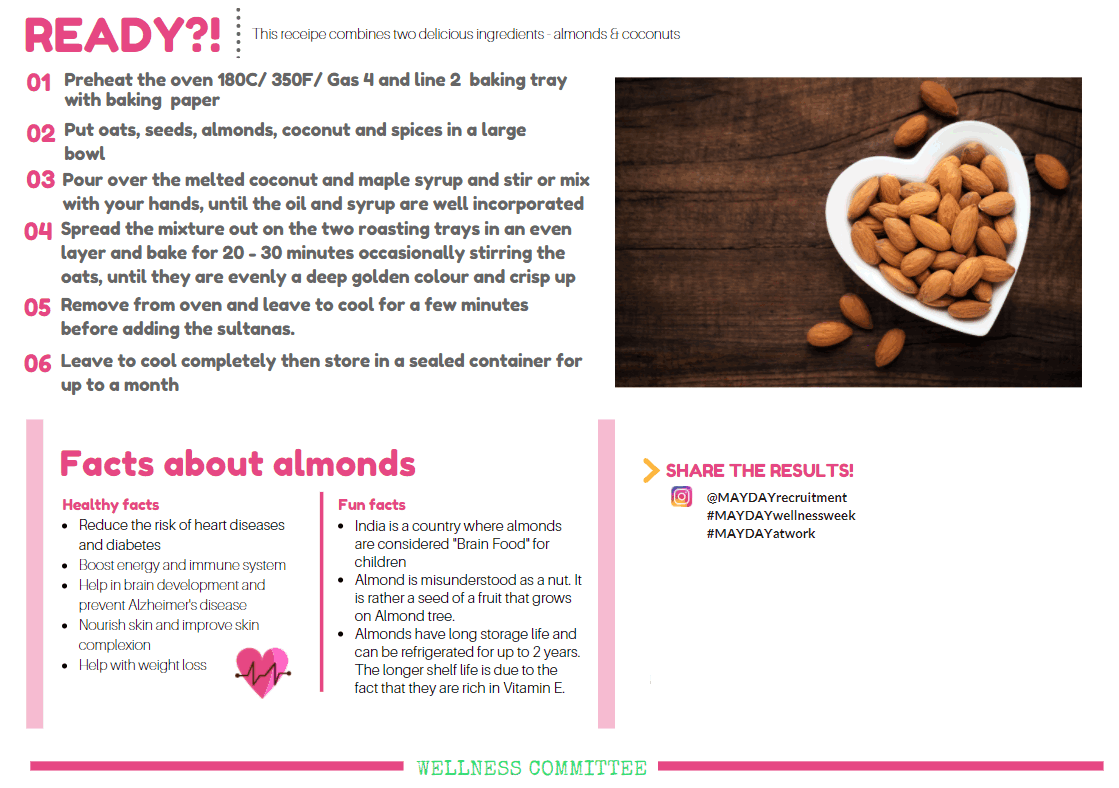 READY?!
This receipe combines two delicious ingredients - almonds & coconuts
01 Preheat the oven 180C/ 350F/ Gas 4 and line 2 baking tray
with baking paper
02 Put oats, seeds, almonds, coconut and spices in a large
bowl
03 Pour over the melted coconut and maple syrup and stir or mix
with your hands, until the oil and syrup are well incorporated
04 Spread the mixture out on the two roasting trays in an even
layer and bake for 20 - 30 minutes occasionally stirring the
oats, until they are evenly a deep golden colour and crisp up
05 Remove from oven and leave to cool for a few minutes
before adding the sultanas.
06 Leave to cool completely then store in a sealed container for
up to a month
Facts about almonds
Healthy facts
• Reduce the risk of heart diseases
and diabetes
• Boost energy and immune system
• Help in brain development and
prevent Alzheimer's disease
• Nourish skin and improve skin
complexion
• Help with weight loss
Fun facts
• India is a country where almonds
are considered "Brain Food" for
children
• Almond is misunderstood as a nut. It
is rather a seed of a fruit that grows
on Almond tree.
• Almonds have long storage life and
can be refrigerated for up to 2 years.
The longer shelf life is due to the
fact that they are rich in Vitamin E.
SHARE THE RESULTS!
@MAYDAYrecruitment
#MAYDAYwellnessweek
#MAYDAYatwork
WELLNESS COMMITTEE